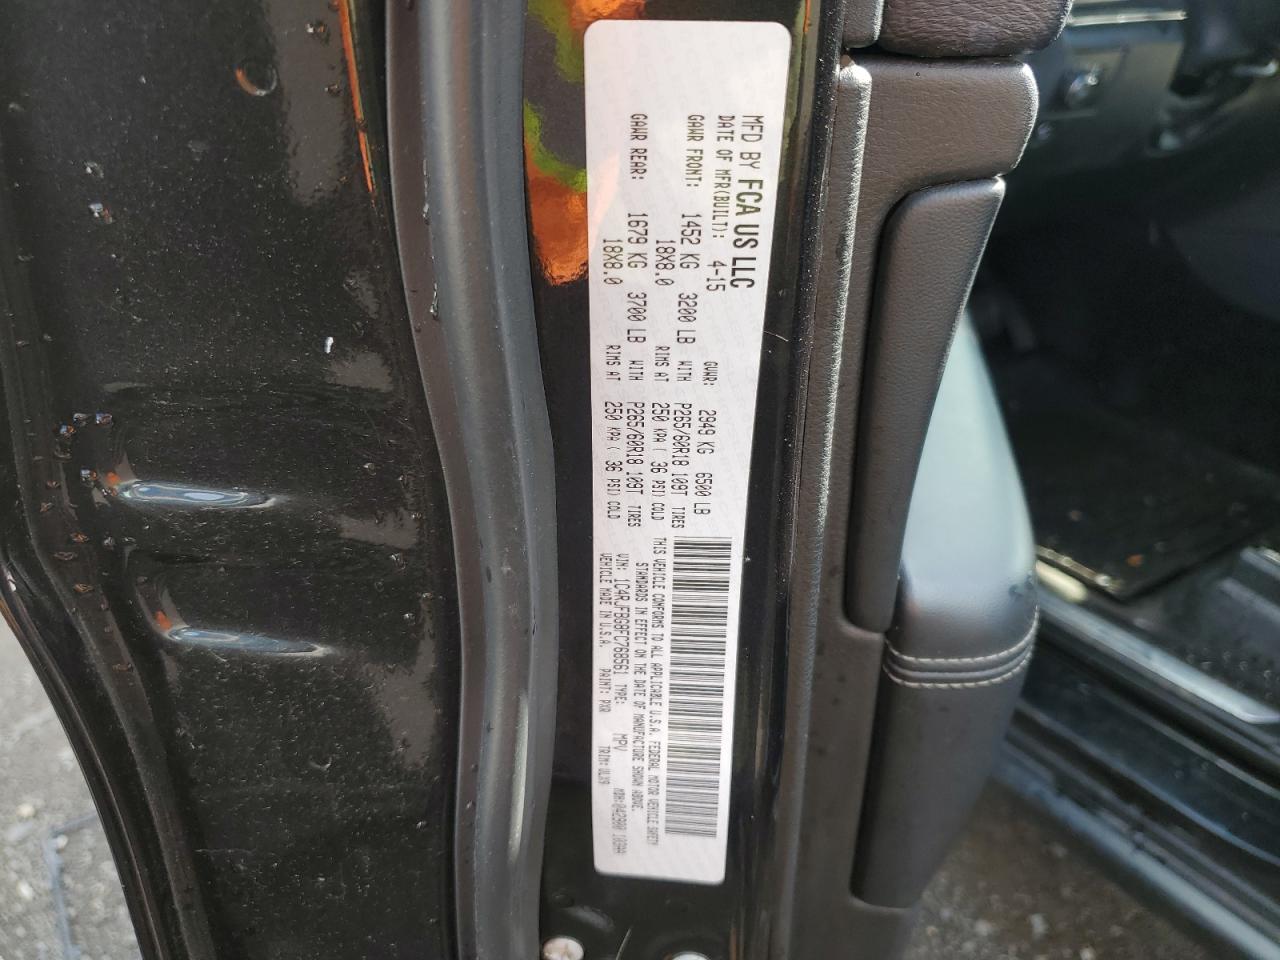 MFD BY FCA US LLC
DATE OF MFR(BUILT): 4-15 GVWR: 2949 KG 6500 LB
GAWR FRONT: 1452 KG 3200 LB WITH P265/60R18 109T TIRES
18X8.0 RIMS AT 250 KPA ( 36 PSI) COLD
GAWR REAR: 1679 KG 3700 LB WITH P265/60R18 109T TIRES
18X8.0 RIMS AT 250 KPA ( 36 PSI) COLD
THIS VEHICLE CONFORMS TO ALL APPLICABLE U.S.A. FEDERAL MOTOR VEHICLE SAFETY
STANDARDS IN EFFECT ON THE DATE OF MANUFACTURE SHOWN ABOVE.
VIN: 1C4RJFBG8FC768561 TYPE: MPV MDH:
VEHICLE MADE IN U.S.A. PAINT: PXR TRIM: